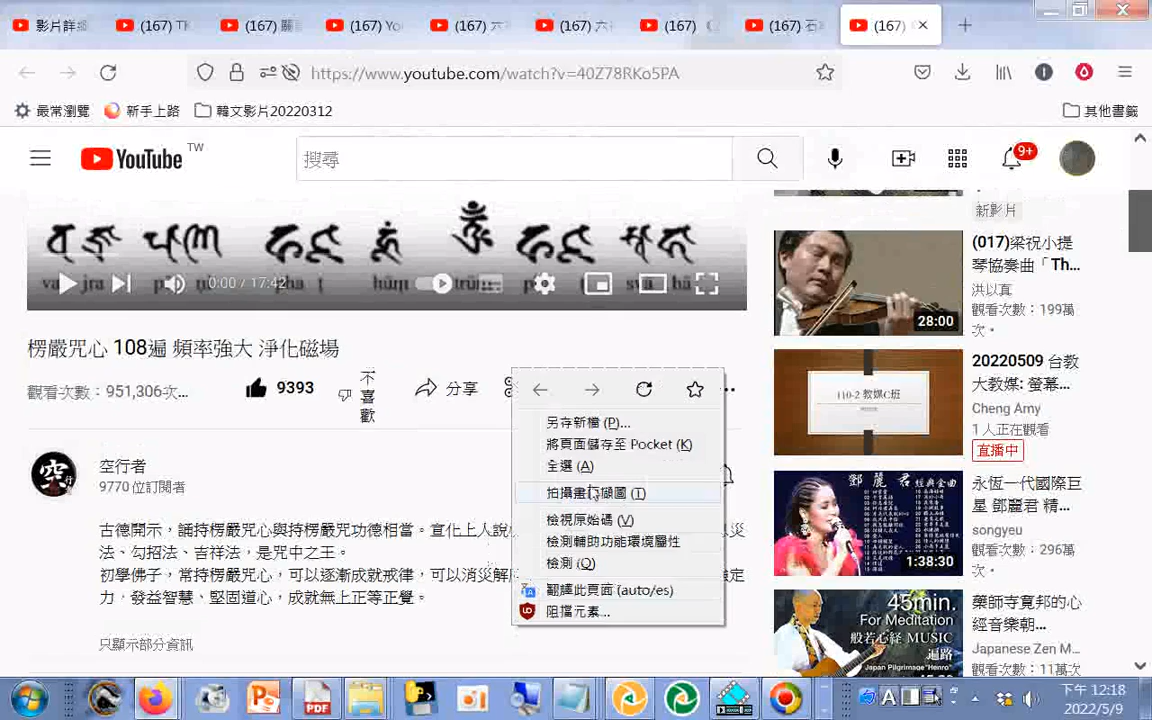 影片詳細
(167) TK
(167) 關
(167) Yo
(167) 六
(167) 六
(167)
(167) 石
(167)
https://www.youtube.com/watch?v=40Z78RKo5PA
最常瀏覽
新手上路
韓文影片20220312
其他書籤
YouTube TW
搜尋
9+
0:00 / 17:42
楞嚴咒心 108遍 頻率強大 淨化磁場
觀看次數：951,306次...
9393
不喜歡
分享
空行者
9770 位訂閱者
古德開示，誦持楞嚴咒心與持楞嚴咒功德相當。宣化上人說
法、勾招法、吉祥法，是咒中之王。
初學佛子，常持楞嚴咒心，可以逐漸成就戒律，可以消災解
力，發益智慧、堅固道心，成就無上正等正覺。
只顯示部分資訊
另存新檔 (P)...
將頁面儲存至 Pocket (K)
全選 (A)
拍攝畫面擷圖 (T)
檢視原始碼 (V)
檢測輔助功能環境屬性
檢測 (Q)
翻譯此頁面 (auto/es)
阻擋元素...
新影片
(017)梁祝小提
琴協奏曲「Th...
洪以真
觀看次數：199萬
次・
28:00
20220509 台教
大教媒: 螢幕...
Cheng Amy
1 人正在觀看
直播中
110-2 教媒C班
永恆一代國際巨
星 鄧麗君 精...
songyeu
觀看次數：296萬
次・
鄧麗君 經典金曲
1:38:30
藥師寺寛邦的心
經音樂朝...
Japanese Zen M...
觀看次數：11萬次
45min.
For Meditation
般若心経 MUSIC
遍路
Japan Pilgrimage "Henro"
下午 12:18
2022/5/9